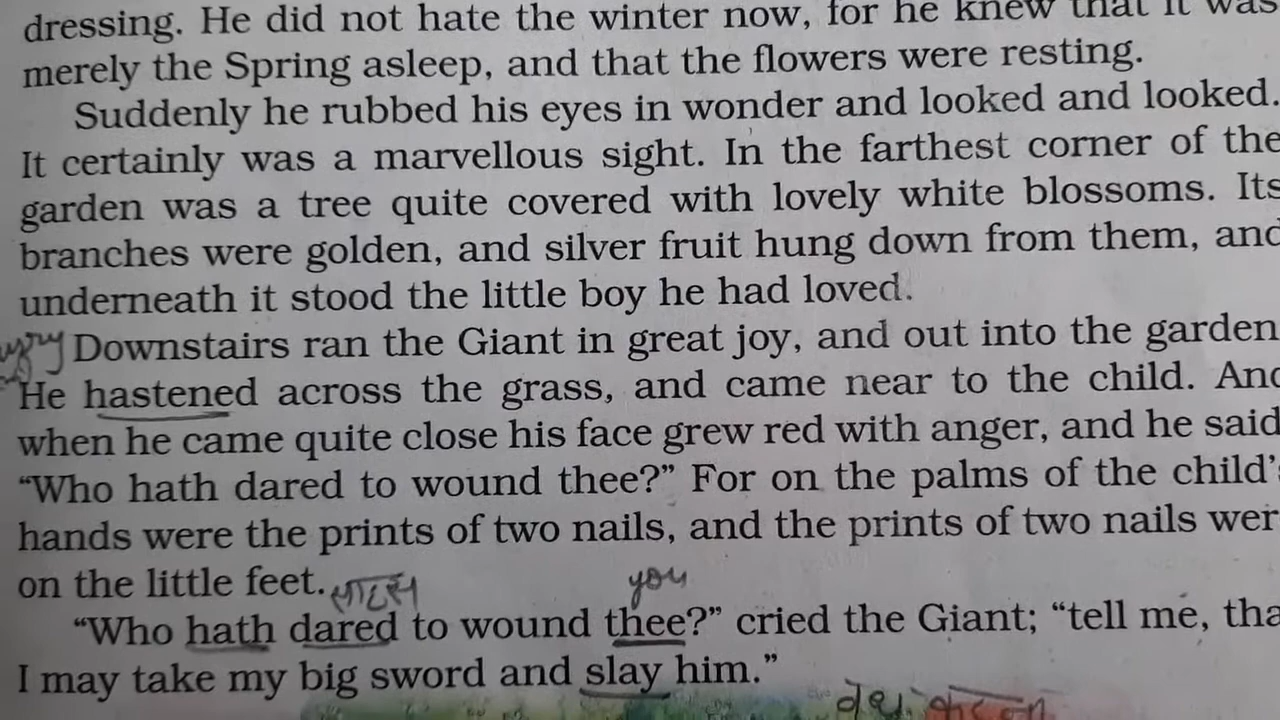 dressing. He did not hate the winter now, for he knew that it was
merely the Spring asleep, and that the flowers were resting.
Suddenly he rubbed his eyes in wonder and looked and looked.
It certainly was a marvellous sight. In the farthest corner of the
garden was a tree quite covered with lovely white blossoms. Its
branches were golden, and silver fruit hung down from them, and
underneath it stood the little boy he had loved.
Downstairs ran the Giant in great joy, and out into the garden
He hastened across the grass, and came near to the child. And
when he came quite close his face grew red with anger, and he said
“Who hath dared to wound thee?” For on the palms of the child’s
hands were the prints of two nails, and the prints of two nails wer
on the little feet.
you
“Who hath dared to wound thee?” cried the Giant; “tell me, tha
I may take my big sword and slay him.”